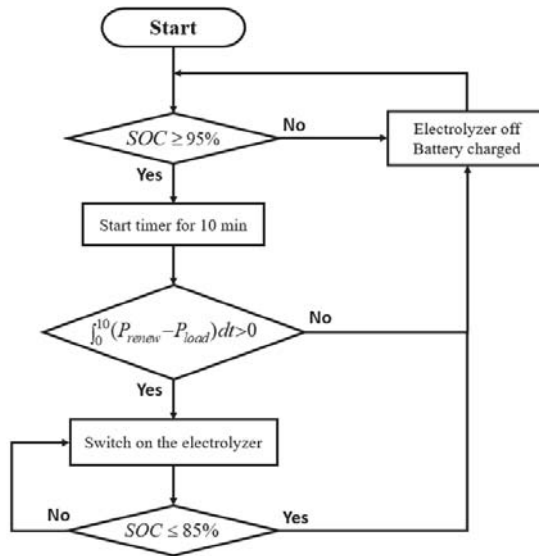 Start
SOC ≥ 95%
No
Electrolyzer off
Battery charged
Yes
Start timer for 10 min
∫₀¹⁰(P_renew−P_load)dt>0
No
Yes
Switch on the electrolyzer
No
SOC ≤ 85%
Yes